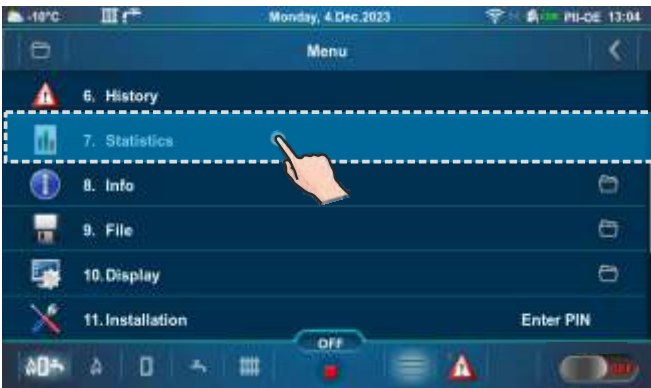 -10°C Monday, 4.Dec.2023 PII-OE 13:04
Menu
6. History
7. Statistics
8. Info
9. File
10. Display
11. Installation Enter PIN
OFF
OFF